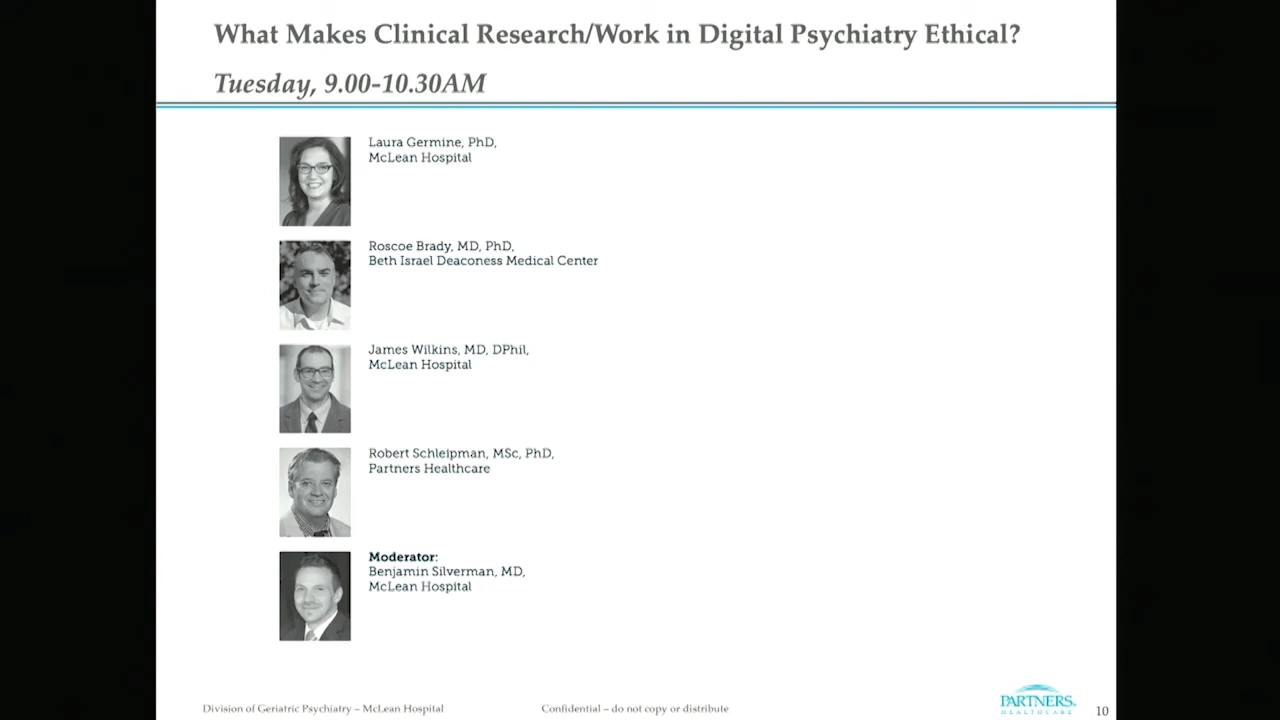 What Makes Clinical Research/Work in Digital Psychiatry Ethical?
Tuesday, 9.00-10.30AM
Laura Germine, PhD,
McLean Hospital
Roscoe Brady, MD, PhD,
Beth Israel Deaconess Medical Center
James Wilkins, MD, DPhil,
McLean Hospital
Robert Schleipman, MSc, PhD,
Partners Healthcare
Moderator:
Benjamin Silverman, MD,
McLean Hospital
Division of Geriatric Psychiatry – McLean Hospital
Confidential – do not copy or distribute
PARTNERS.
HEALTHCARE
10